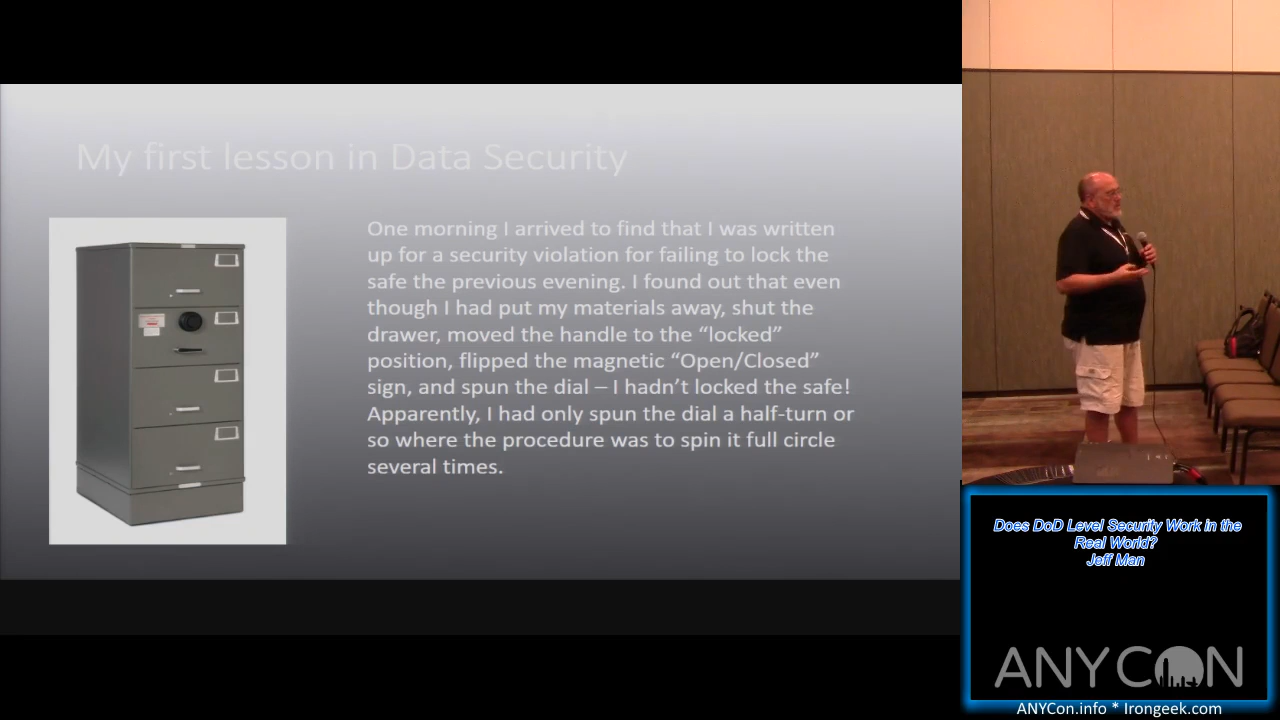 My first lesson in Data Security
One morning I arrived to find that I was written
up for a security violation for failing to lock the
safe the previous evening. I found out that even
though I had put my materials away, shut the
drawer, moved the handle to the “locked”
position, flipped the magnetic “Open/Closed”
sign, and spun the dial – I hadn’t locked the safe!
Apparently, I had only spun the dial a half-turn or
so where the procedure was to spin it full circle
several times.
Does DoD Level Security Work in the
Real World?
Jeff Man
ANYCON
ANYCon.info * Irongeek.com